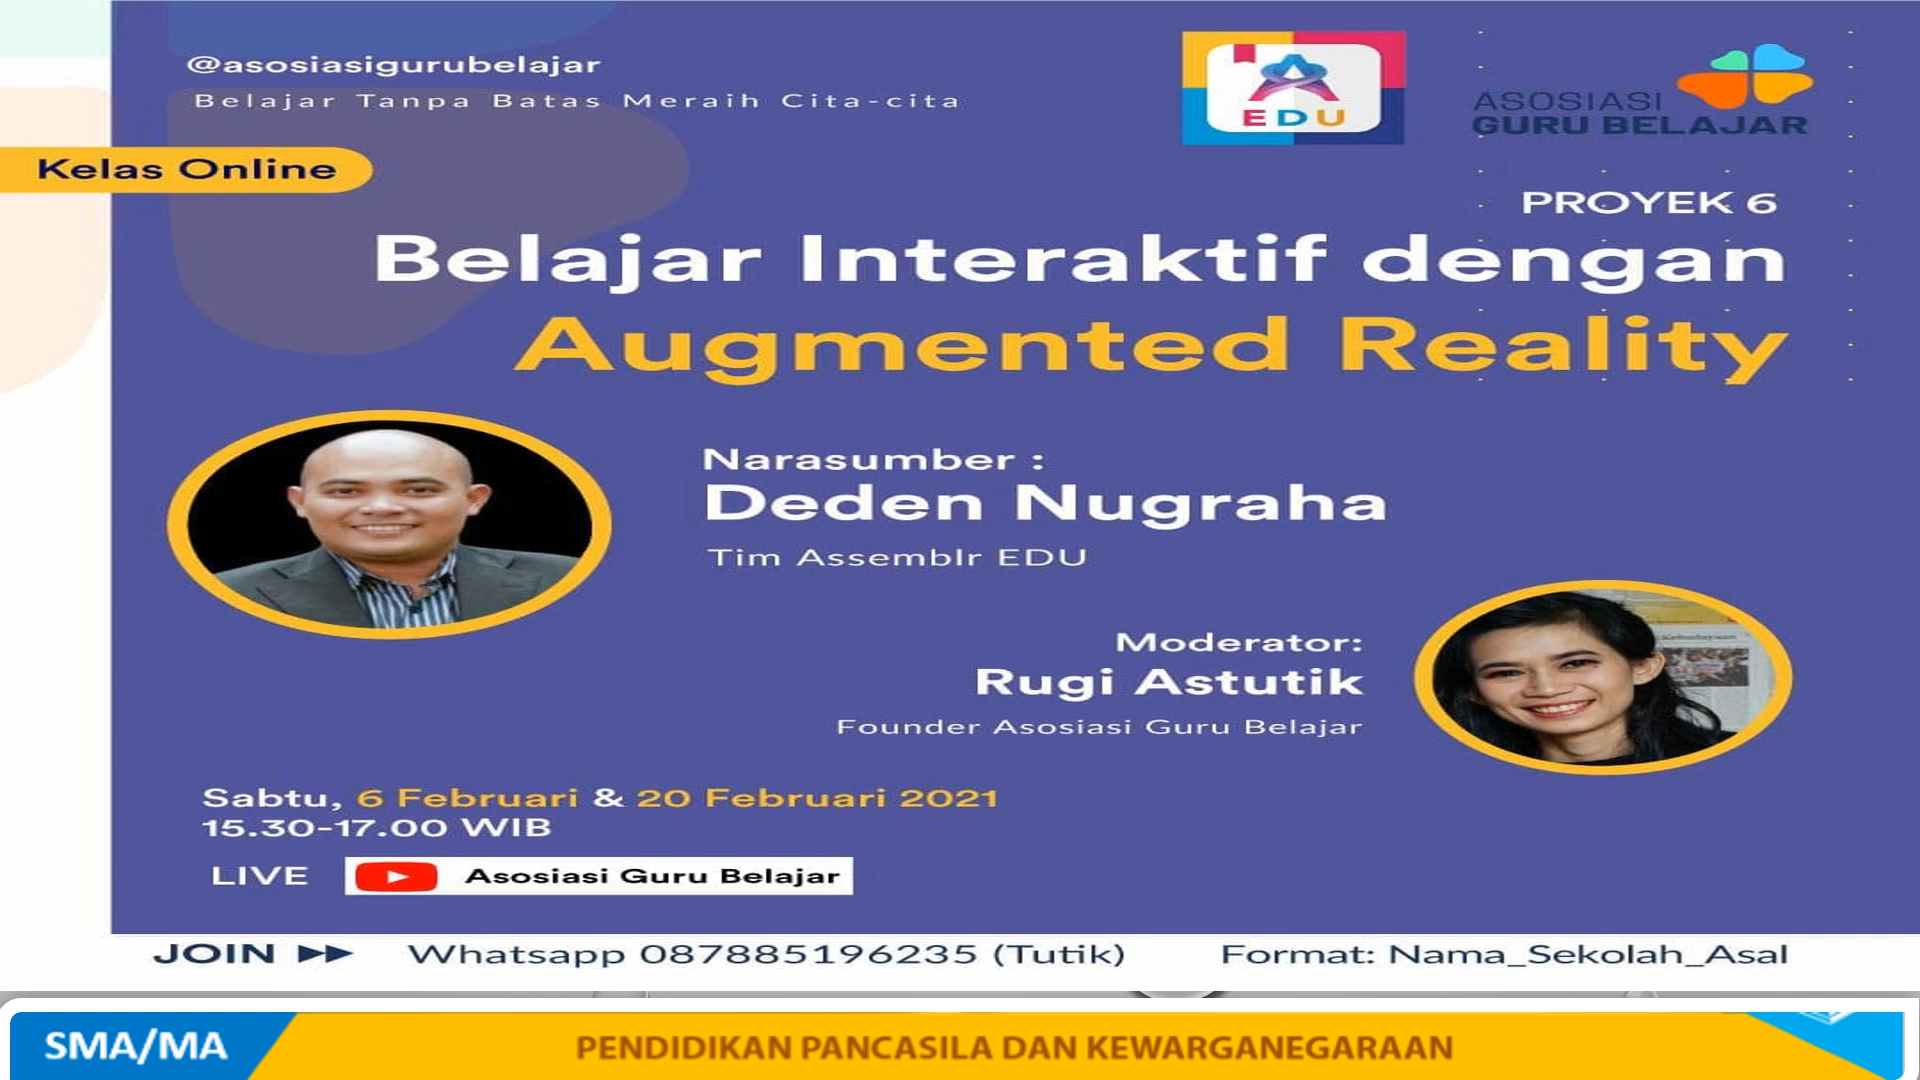 @asosiasigurubelajar
Belajar Tanpa Batas Meraih Cita-cita
EDU
ASOSIASI
GURU BELAJAR
Kelas Online
PROYEK 6
Belajar Interaktif dengan
Augmented Reality
Narasumber :
Deden Nugraha
Tim Assemblr EDU
Moderator:
Rugi Astutik
Founder Asosiasi Guru Belajar
Sabtu, 6 Februari & 20 Februari 2021
15.30-17.00 WIB
LIVE Asosiasi Guru Belajar
JOIN Whatsapp 087885196235 (Tutik) Format: Nama_Sekolah_Asal
SMA/MA PENDIDIKAN PANCASILA DAN KEWARGANEGARAAN